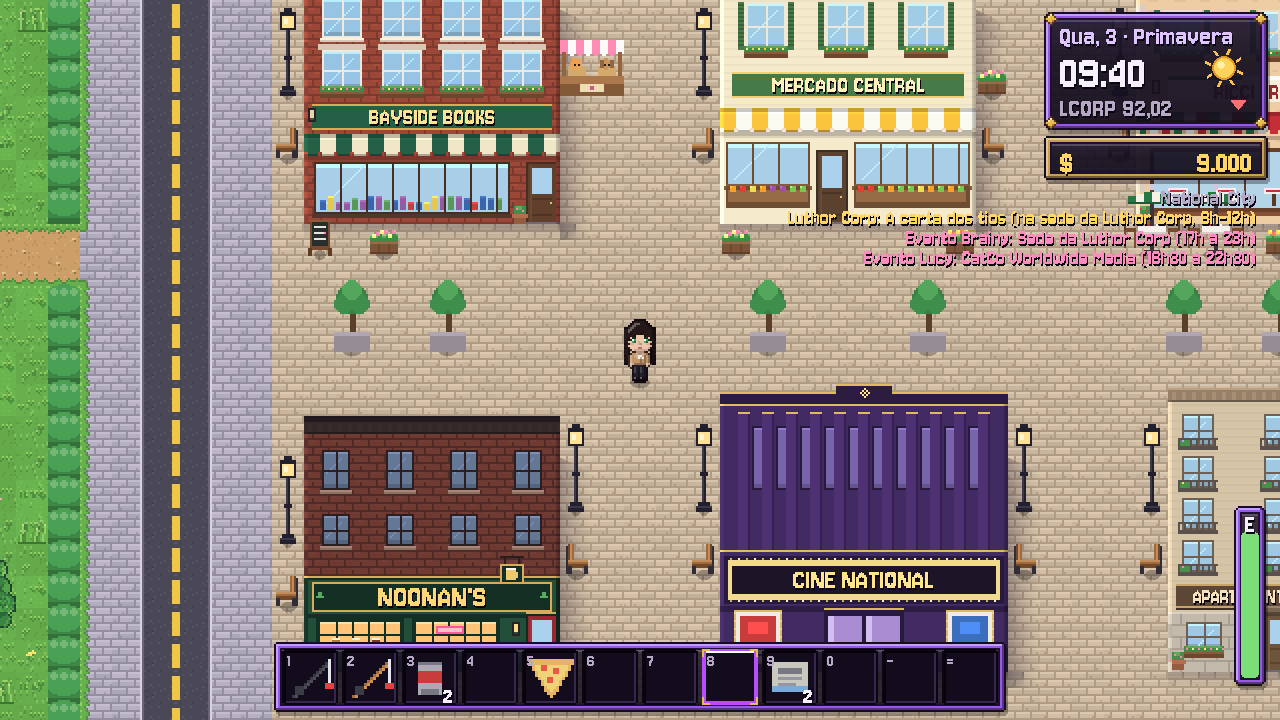 BAYSIDE BOOKS
MERCADO CENTRAL
Qua, 3 · Primavera
09:40
LCORP 92,02
$ 9.000
National City
Luthor Corp: A carta dos tios (na sede da Luthor Corp, 8h-12h)
Evento Brainy: Sede da Luthor Corp (17h a 23h)
Evento Lucy: CatCo Worldwide Media (18h30 a 22h30)
NOONAN'S
CINE NATIONAL
E
1 2 3 4 5 6 7 8 9 0 - =
2 2